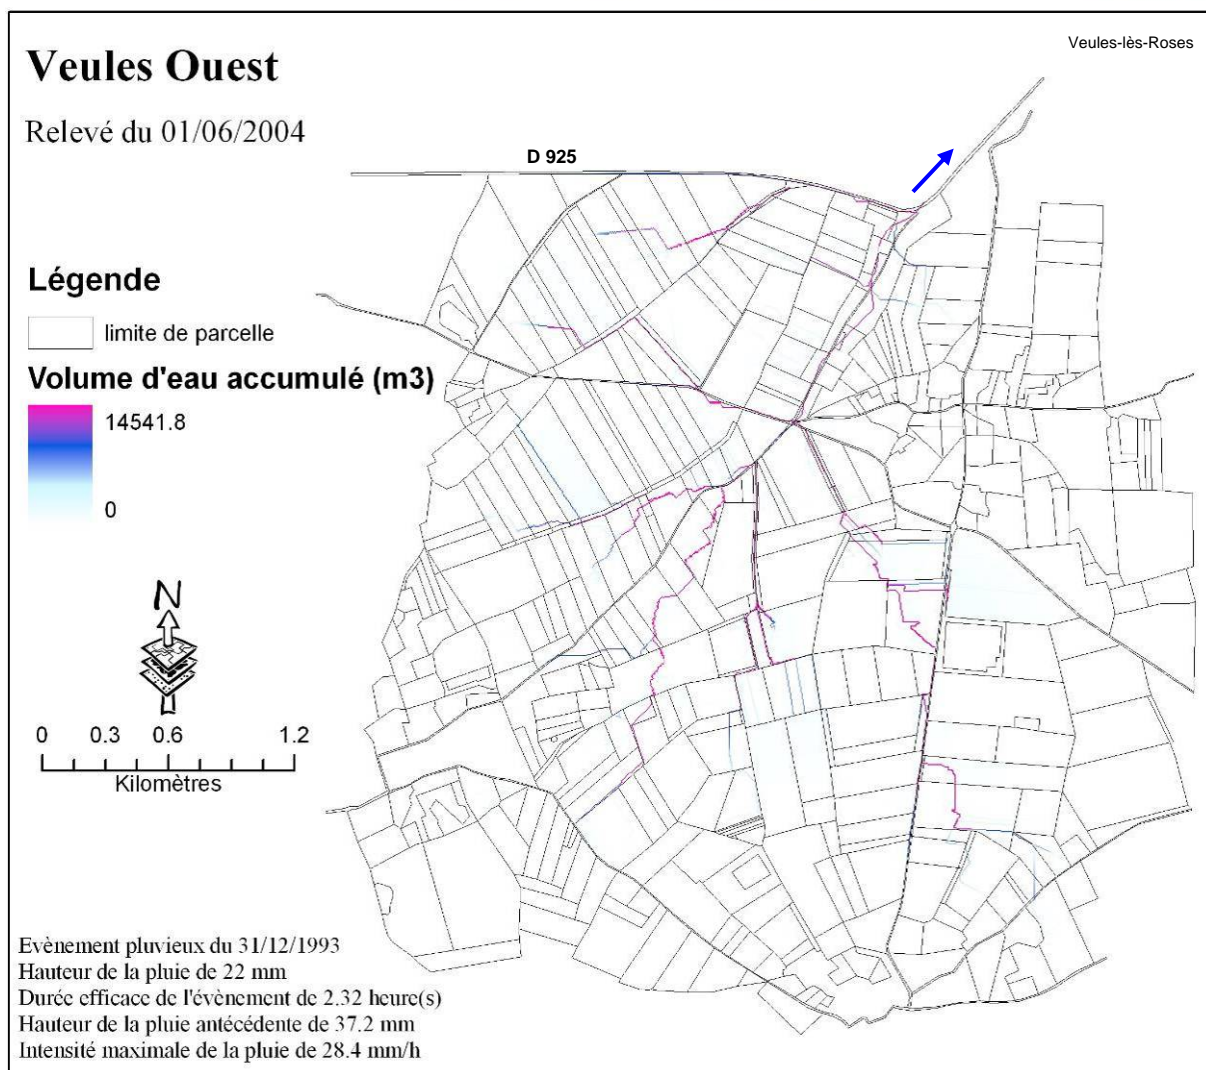 Veules-lès-Roses
Veules Ouest
Relevé du 01/06/2004
D 925
Légende
limite de parcelle
Volume d'eau accumulé (m3)
14541.8
0
N
0 0.3 0.6 1.2
Kilomètres
Evènement pluvieux du 31/12/1993
Hauteur de la pluie de 22 mm
Durée efficace de l'évènement de 2.32 heure(s)
Hauteur de la pluie antécédente de 37.2 mm
Intensité maximale de la pluie de 28.4 mm/h